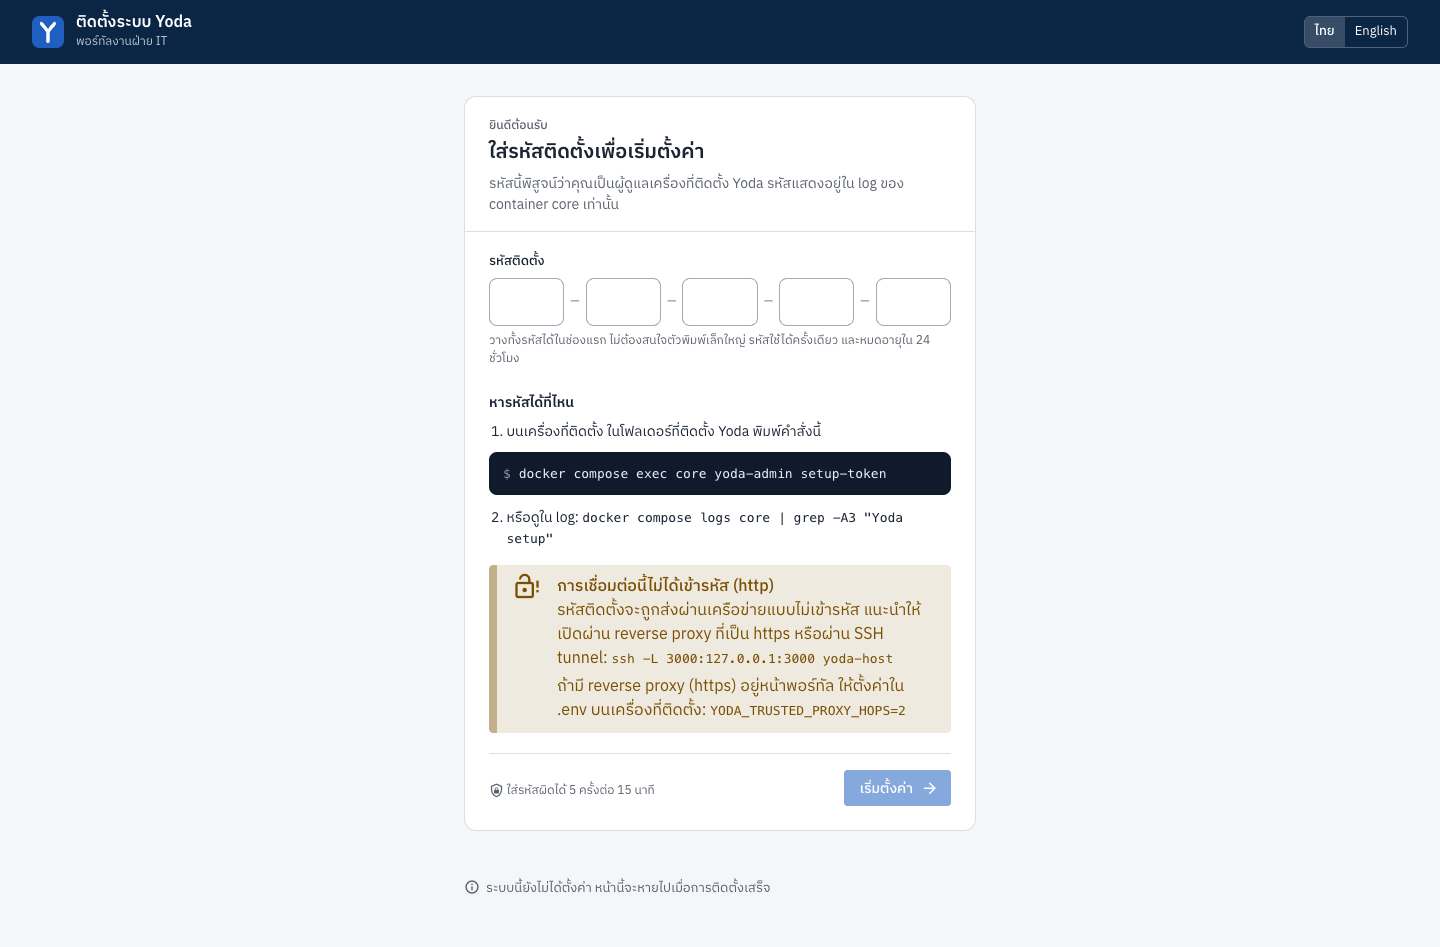 Y
ติดตั้งระบบ Yoda
พอร์ทัลงานฝ่าย IT
ไทย
English
ยินดีต้อนรับ
ใส่รหัสติดตั้งเพื่อเริ่มตั้งค่า
รหัสนี้พิสูจน์ว่าคุณเป็นผู้ดูแลเครื่องที่ติดตั้ง Yoda รหัสแสดงอยู่ใน log ของ
container core เท่านั้น
รหัสติดตั้ง
– – – –
วางทั้งรหัสได้ในช่องแรก ไม่ต้องสนใจตัวพิมพ์เล็กใหญ่ รหัสใช้ได้ครั้งเดียว และหมดอายุใน 24
ชั่วโมง
หารหัสได้ที่ไหน
1. บนเครื่องที่ติดตั้ง ในโฟลเดอร์ที่ติดตั้ง Yoda พิมพ์คำสั่งนี้
$ docker compose exec core yoda-admin setup-token
2. หรือดูใน log: docker compose logs core | grep -A3 "Yoda
setup"
การเชื่อมต่อนี้ไม่ได้เข้ารหัส (http)
รหัสติดตั้งจะถูกส่งผ่านเครือข่ายแบบไม่เข้ารหัส แนะนำให้
เปิดผ่าน reverse proxy ที่เป็น https หรือผ่าน SSH
tunnel: ssh -L 3000:127.0.0.1:3000 yoda-host
ถ้ามี reverse proxy (https) อยู่หน้าพอร์ทัล ให้ตั้งค่าใน
.env บนเครื่องที่ติดตั้ง: YODA_TRUSTED_PROXY_HOPS=2
ใส่รหัสผิดได้ 5 ครั้งต่อ 15 นาที
เริ่มตั้งค่า
ระบบนี้ยังไม่ได้ตั้งค่า หน้านี้จะหายไปเมื่อการติดตั้งเสร็จ